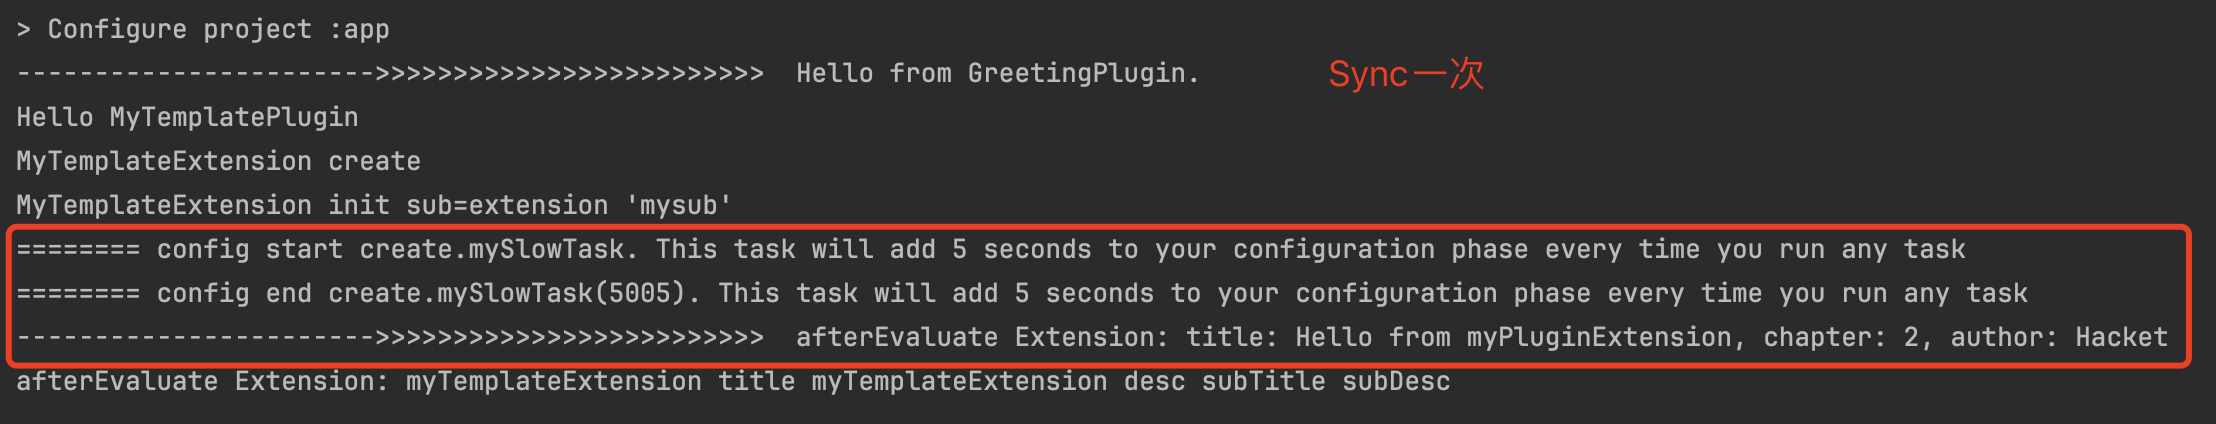 > Configure project :app
----------------------->>>>>>>>>>>>>>>>>>>>>>>>>  Hello from GreetingPlugin.
Sync一次
Hello MyTemplatePlugin
MyTemplateExtension create
MyTemplateExtension init sub=extension 'mysub'
======== config start create.mySlowTask. This task will add 5 seconds to your configuration phase every time you run any task
======== config end create.mySlowTask(5005). This task will add 5 seconds to your configuration phase every time you run any task
----------------------->>>>>>>>>>>>>>>>>>>>>>>>>  afterEvaluate Extension: title: Hello from myPluginExtension, chapter: 2, author: Hacket
afterEvaluate Extension: myTemplateExtension title myTemplateExtension desc subTitle subDesc